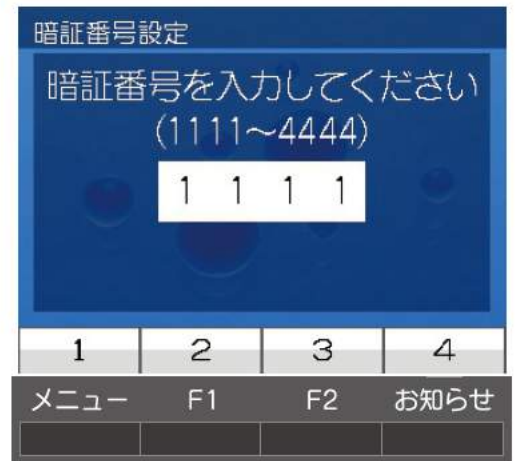 暗証番号設定
暗証番号を入力してください
(1111～4444)
1 1 1 1
1 2 3 4
メニュー F1 F2 お知らせ